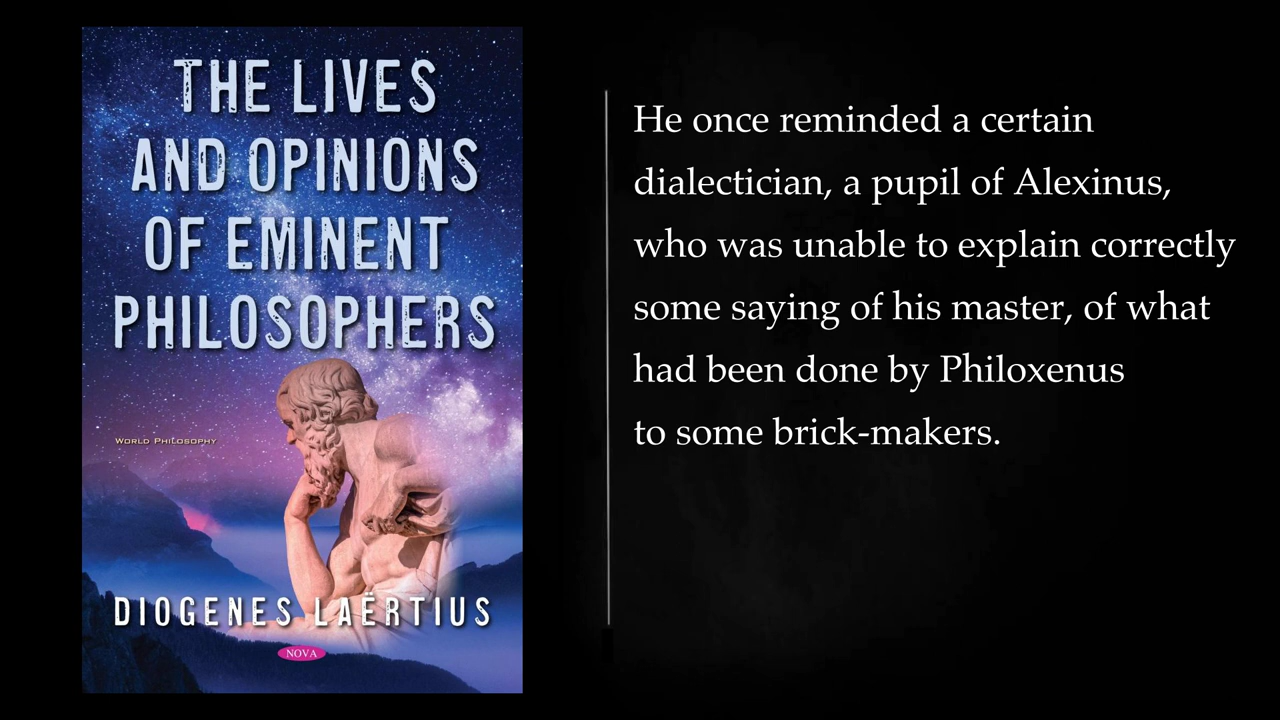 THE LIVES
AND OPINIONS
OF EMINENT
PHILOSOPHERS
WORLD PHILOSOPHY
DIOGENES LAËRTIUS
NOVA
He once reminded a certain
dialectician, a pupil of Alexinus,
who was unable to explain correctly
some saying of his master, of what
had been done by Philoxenus
to some brick-makers.